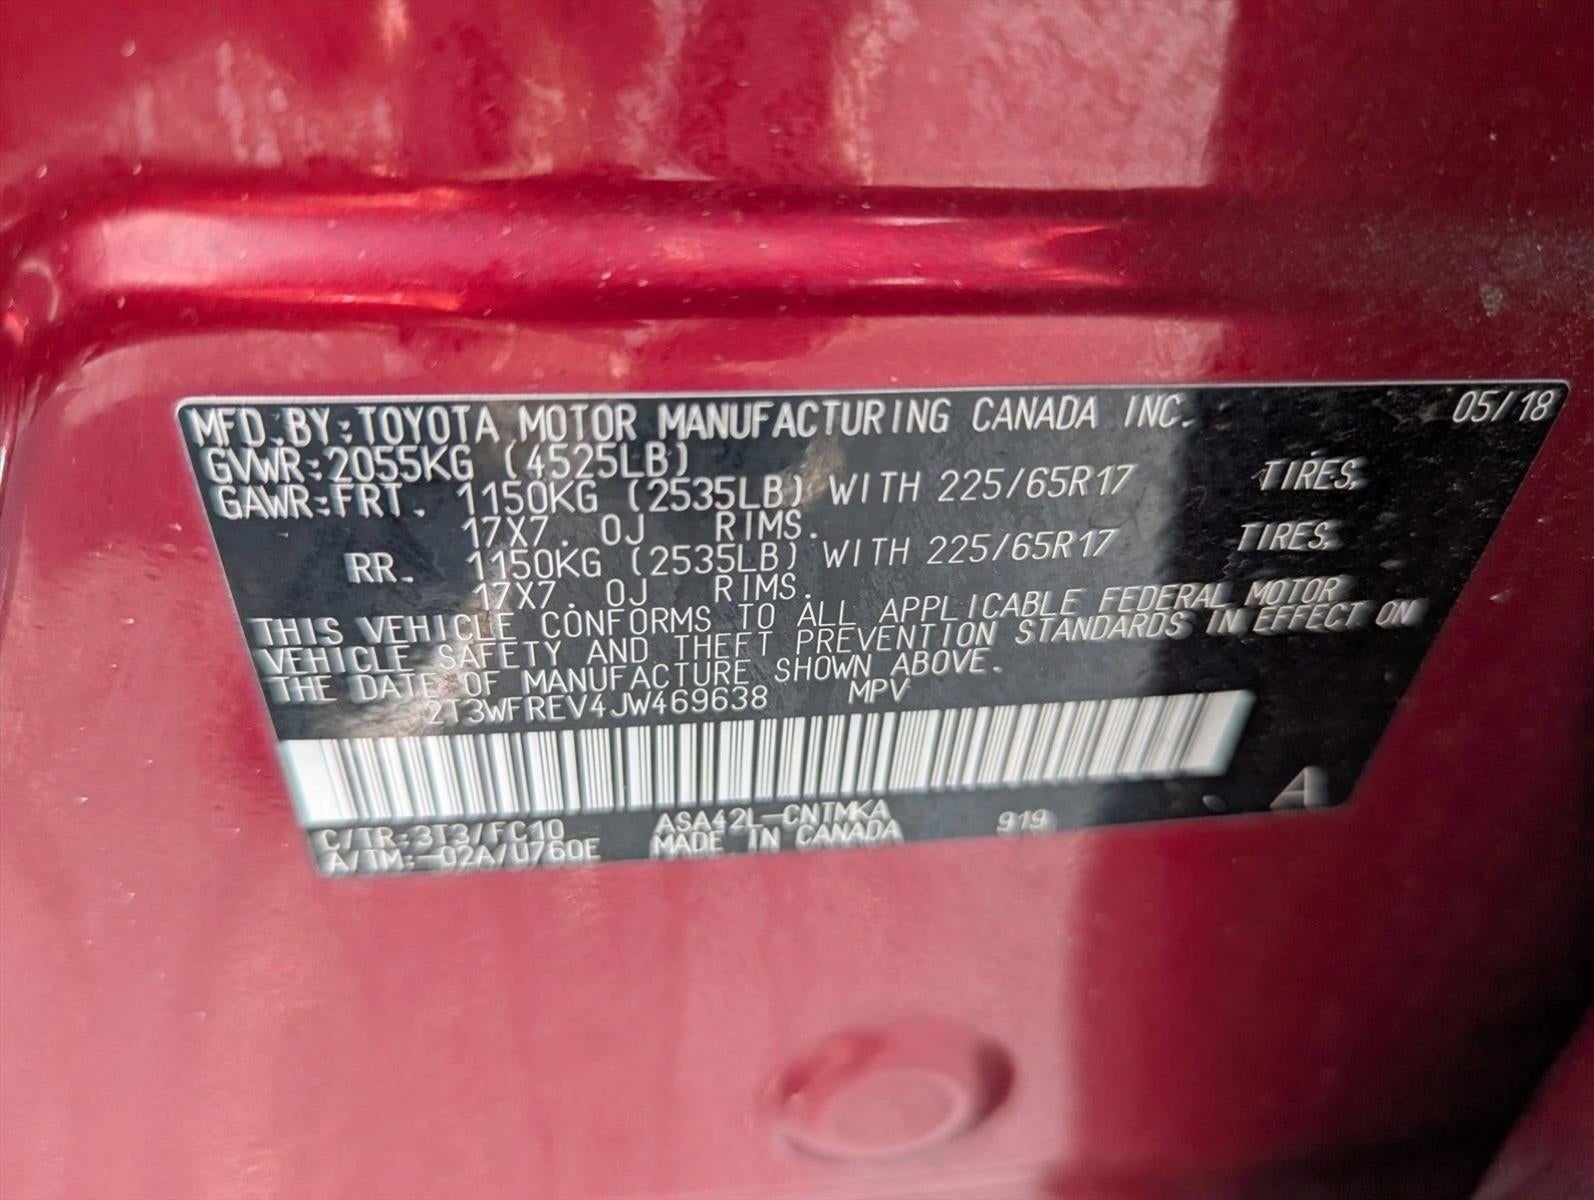 MFD.BY:TOYOTA MOTOR MANUFACTURING CANADA INC. 05/18
GVWR:2055KG (4525LB)
GAWR:FRT. 1150KG (2535LB) WITH 225/65R17 TIRES,
17X7.0J RIMS.
RR. 1150KG (2535LB) WITH 225/65R17 TIRES,
17X7.0J RIMS.
THIS VEHICLE CONFORMS TO ALL APPLICABLE FEDERAL MOTOR
VEHICLE SAFETY AND THEFT PREVENTION STANDARDS IN EFFECT ON
THE DATE OF MANUFACTURE SHOWN ABOVE.
2T3WFREV4JW469638 MPV
A
C/TR:3T3/FC10 ASA42L-CNTMKA 919
A/TM:-02A/U760E MADE IN CANADA